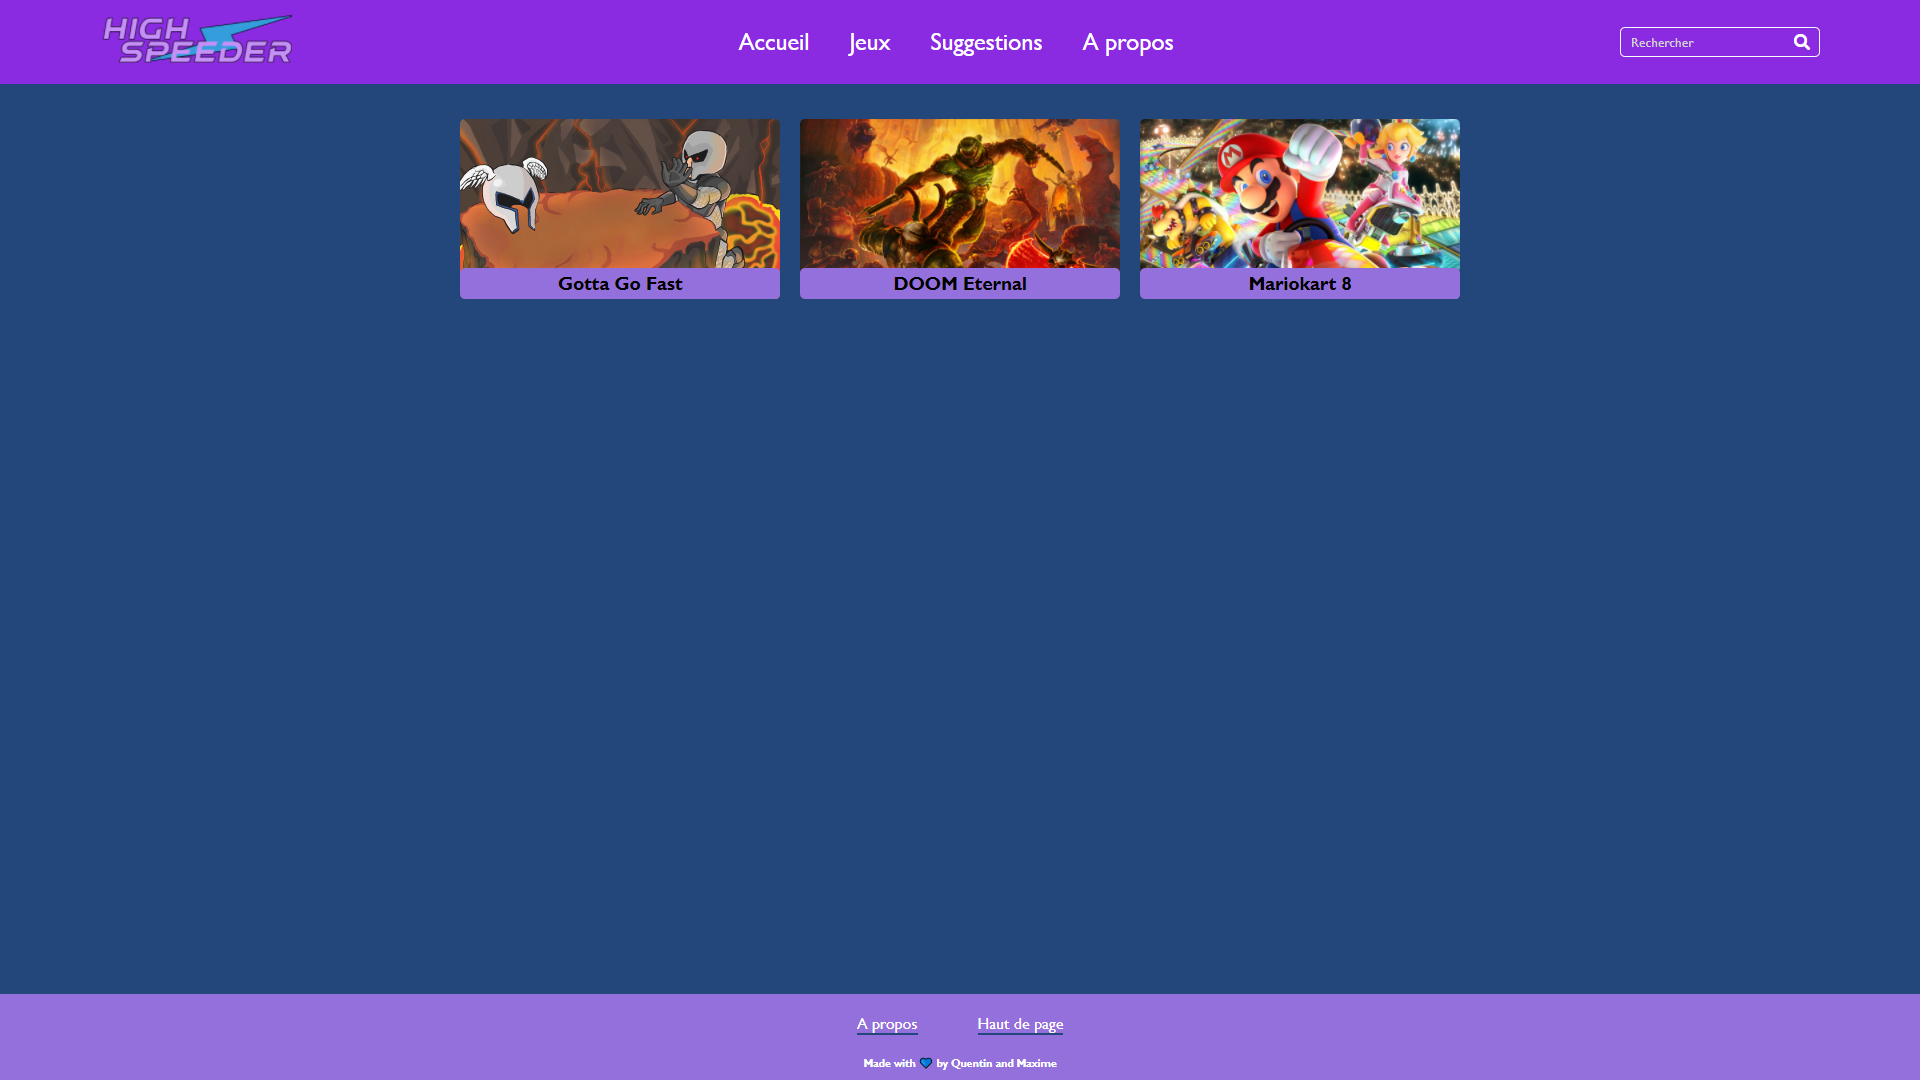 HIGH
SPEEDER
Accueil
Jeux
Suggestions
A propos
Rechercher
M
Gotta Go Fast
DOOM Eternal
Mariokart 8
A propos
Haut de page
Made with 💙 by Quentin and Maxime